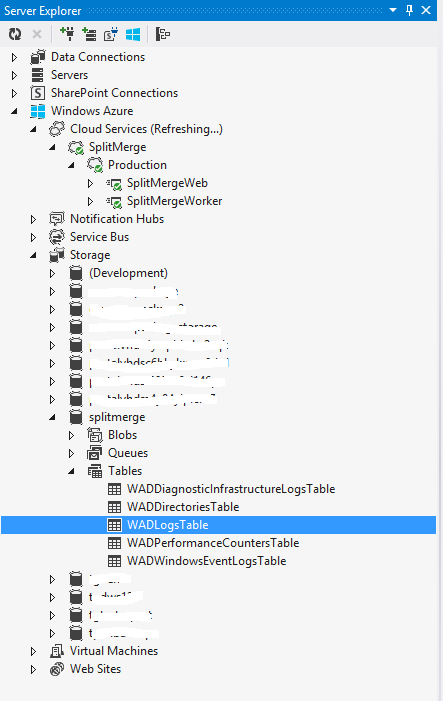 Server Explorer
Data Connections
Servers
SharePoint Connections
Windows Azure
Cloud Services (Refreshing...)
SplitMerge
Production
SplitMergeWeb
SplitMergeWorker
Notification Hubs
Service Bus
Storage
(Development)
splitmerge
Blobs
Queues
Tables
WADDiagnosticInfrastructureLogsTable
WADDirectoriesTable
WADLogsTable
WADPerformanceCountersTable
WADWindowsEventLogsTable
Virtual Machines
Web Sites